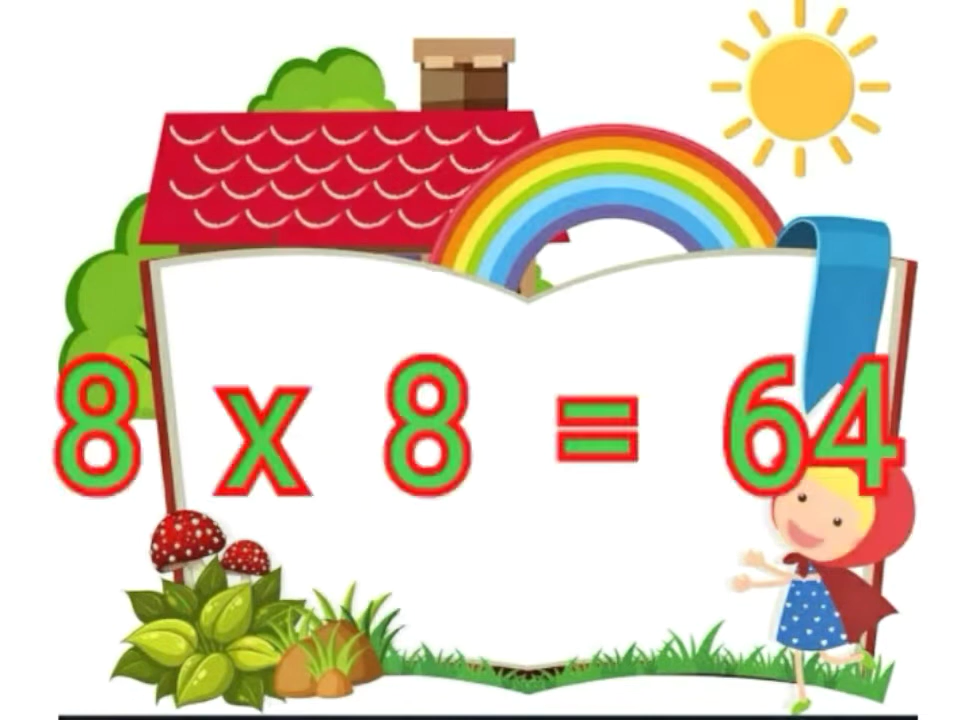 8 x 8 = 64